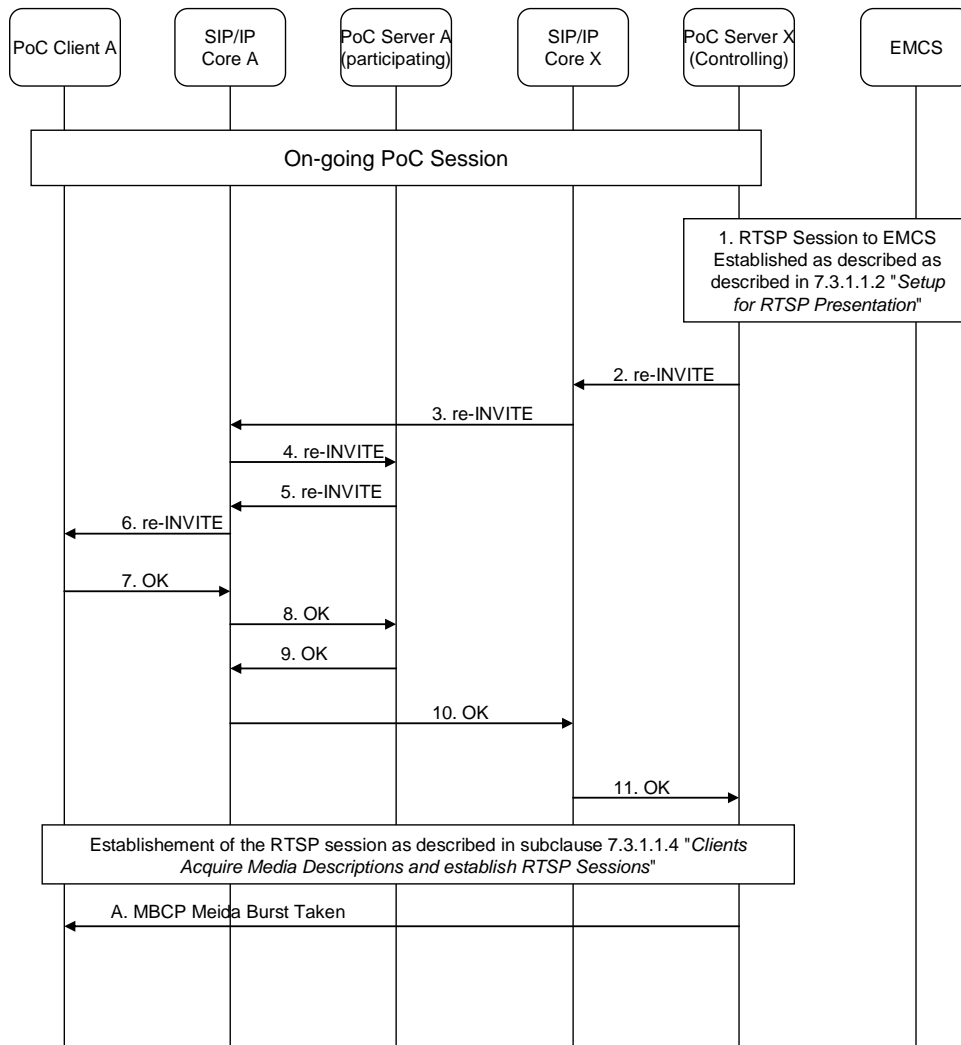 PoC Client A
SIP/IP
Core A
PoC Server A
(participating)
SIP/IP
Core X
PoC Server X
(Controlling)
EMCS
On-going PoC Session
1. RTSP Session to EMCS
Established as described as
described in 7.3.1.1.2 "Setup
for RTSP Presentation"
2. re-INVITE
3. re-INVITE
4. re-INVITE
5. re-INVITE
6. re-INVITE
7. OK
8. OK
9. OK
10. OK
11. OK
Establishement of the RTSP session as described in subclause 7.3.1.1.4 "Clients
Acquire Media Descriptions and establish RTSP Sessions"
A. MBCP Meida Burst Taken